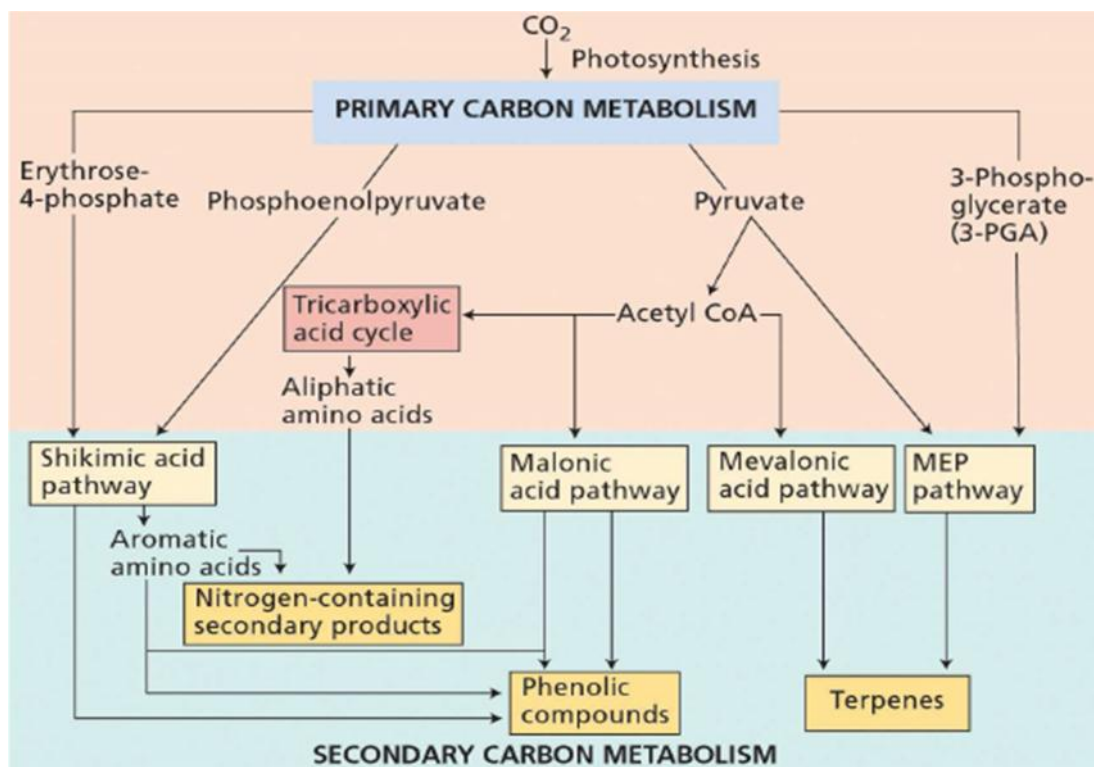 CO₂
Photosynthesis
PRIMARY CARBON METABOLISM
Erythrose-
4-phosphate
Phosphoenolpyruvate
Pyruvate
3-Phospho-
glycerate
(3-PGA)
Tricarboxylic
acid cycle
Acetyl CoA
Aliphatic
amino acids
Shikimic acid
pathway
Malonic
acid pathway
Mevalonic
acid pathway
MEP
pathway
Aromatic
amino acids
Nitrogen-containing
secondary products
Phenolic
compounds
Terpenes
SECONDARY CARBON METABOLISM